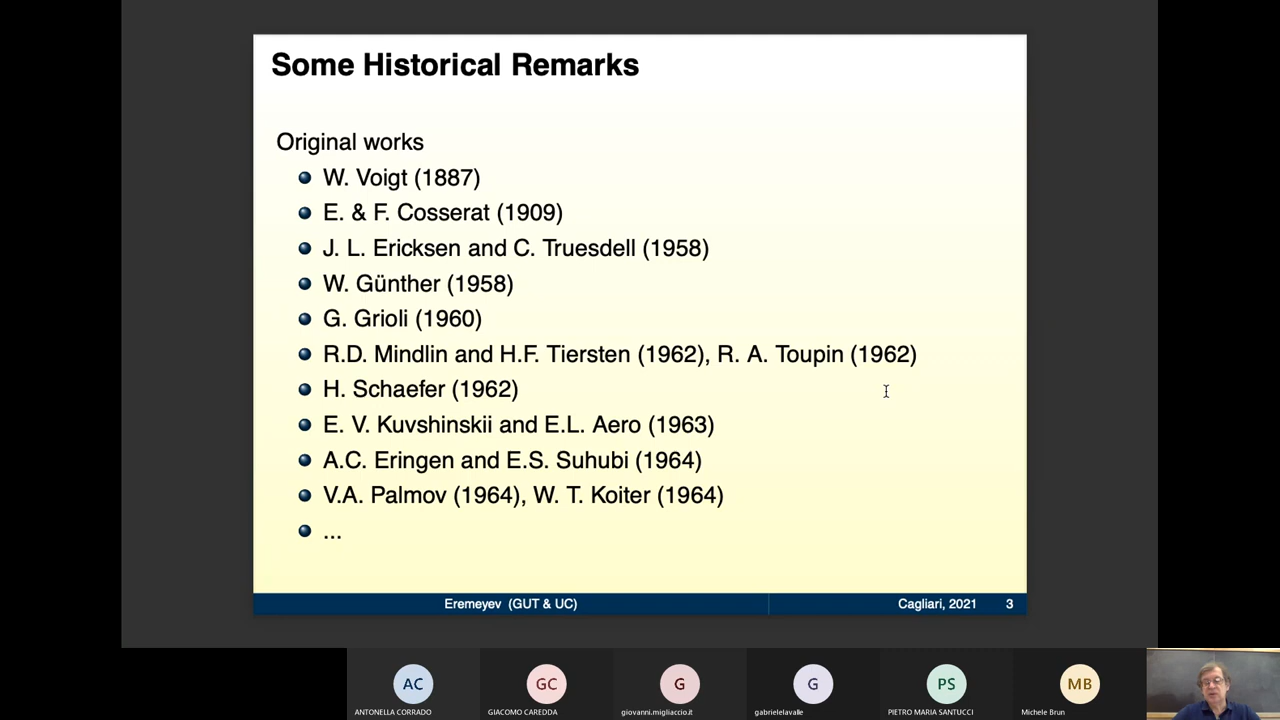 Some Historical Remarks
Original works
W. Voigt (1887)
E. & F. Cosserat (1909)
J. L. Ericksen and C. Truesdell (1958)
W. Günther (1958)
G. Grioli (1960)
R.D. Mindlin and H.F. Tiersten (1962), R. A. Toupin (1962)
H. Schaefer (1962)
E. V. Kuvshinskii and E.L. Aero (1963)
A.C. Eringen and E.S. Suhubi (1964)
V.A. Palmov (1964), W. T. Koiter (1964)
...
Eremeyev (GUT & UC) Cagliari, 2021 3
AC GC G G PS MB
ANTONELLA CORRADO GIACOMO CAREDDA giovanni.migliaccio.it gabrielelavalle PIETRO MARIA SANTUCCI Michele Brun